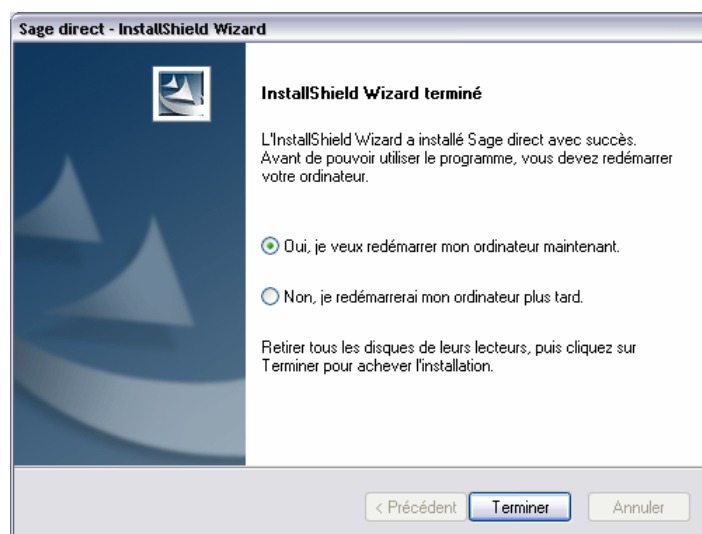 Sage direct - InstallShield Wizard
InstallShield Wizard terminé
L'InstallShield Wizard a installé Sage direct avec succès.
Avant de pouvoir utiliser le programme, vous devez redémarrer
votre ordinateur.
Oui, je veux redémarrer mon ordinateur maintenant.
Non, je redémarrerai mon ordinateur plus tard.
Retirer tous les disques de leurs lecteurs, puis cliquez sur
Terminer pour achever l'installation.
< Précédent Terminer Annuler